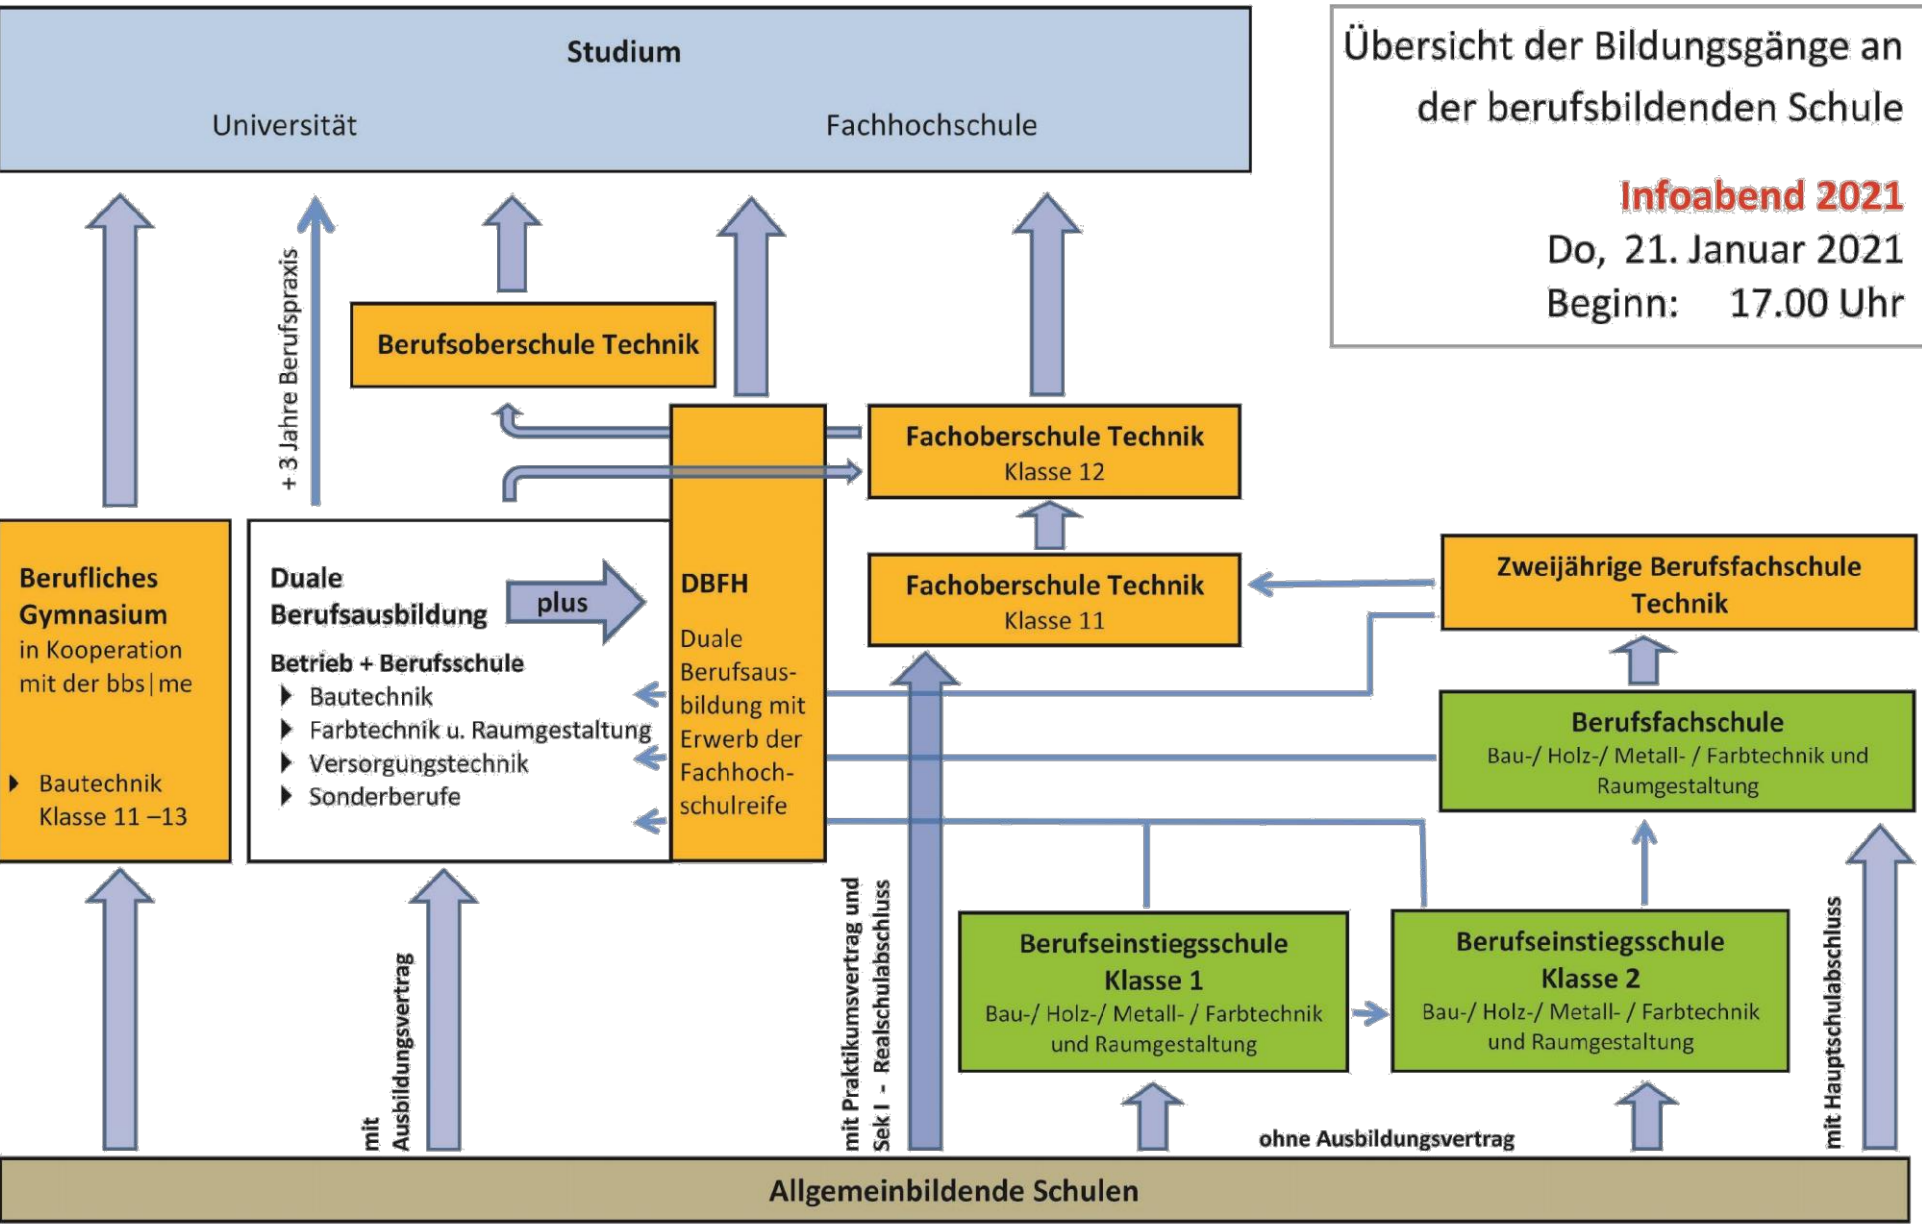 Studium
Universität
Fachhochschule
Übersicht der Bildungsgänge an
der berufsbildenden Schule
Infoabend 2021
Do, 21. Januar 2021
Beginn: 17.00 Uhr
+ 3 Jahre Berufspraxis
Berufsoberschule Technik
Fachoberschule Technik
Klasse 12
Berufliches
Gymnasium
in Kooperation
mit der bbs|me
Bautechnik
Klasse 11 –13
Duale
Berufsausbildung
plus
Betrieb + Berufsschule
Bautechnik
Farbtechnik u. Raumgestaltung
Versorgungstechnik
Sonderberufe
DBFH
Duale
Berufsaus-
bildung mit
Erwerb der
Fachhoch-
schulreife
Fachoberschule Technik
Klasse 11
Zweijährige Berufsfachschule
Technik
Berufsfachschule
Bau-/ Holz-/ Metall- / Farbtechnik und
Raumgestaltung
mit
Ausbildungsvertrag
mit Praktikumsvertrag und
Sek I - Realschulabschluss
Berufseinstiegsschule
Klasse 1
Bau-/ Holz-/ Metall- / Farbtechnik
und Raumgestaltung
Berufseinstiegsschule
Klasse 2
Bau-/ Holz-/ Metall- / Farbtechnik
und Raumgestaltung
mit Hauptschulabschluss
ohne Ausbildungsvertrag
Allgemeinbildende Schulen